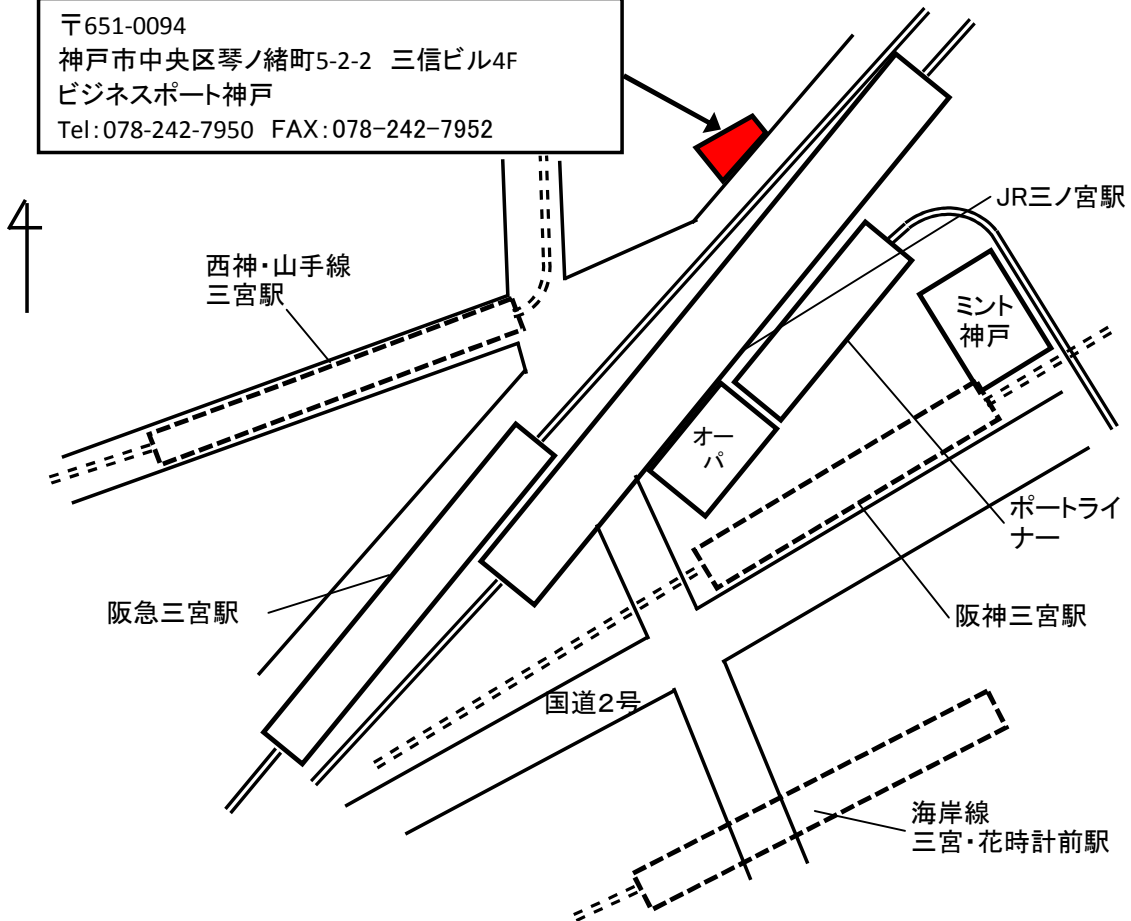 〒651-0094
神戸市中央区琴ノ緒町5-2-2 三信ビル4F
ビジネスポート神戸
Tel:078-242-7950 FAX:078-242-7952
JR三ノ宮駅
西神・山手線
三宮駅
ミント
神戸
オー
パ
ポートライ
ナー
阪急三宮駅
阪神三宮駅
国道2号
海岸線
三宮・花時計前駅